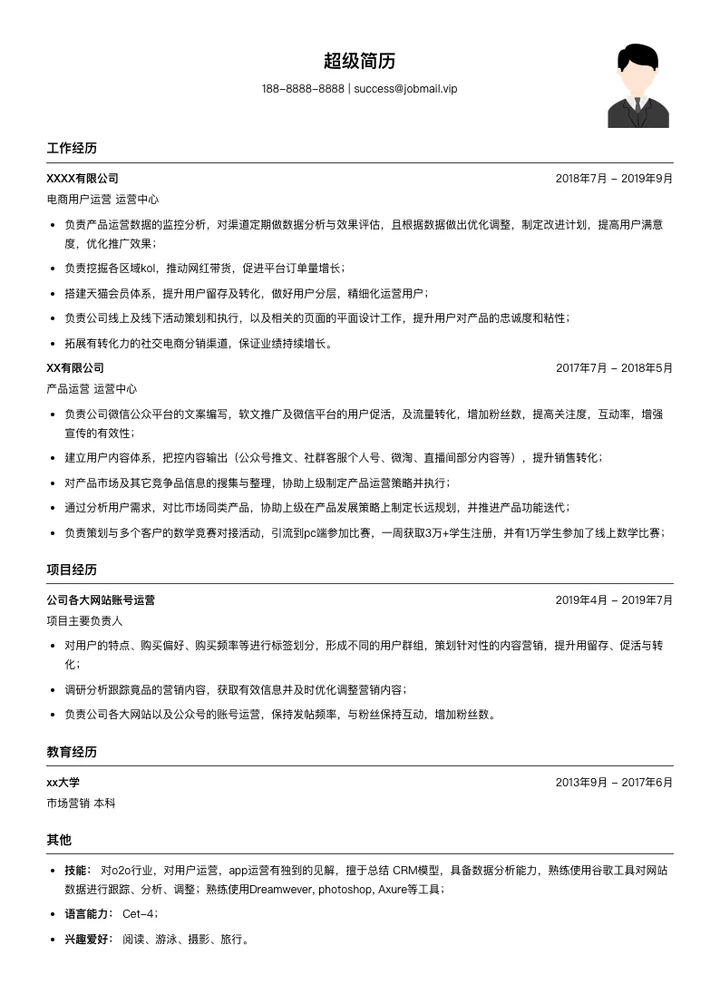 超级简历
188-8888-8888 | success@jobmail.vip
工作经历
XXXX有限公司 2018年7月 – 2019年9月
电商用户运营 运营中心
• 负责产品运营数据的监控分析，对渠道定期做数据分析与效果评估，且根据数据做出优化调整，制定改进计划，提高用户满意
度，优化推广效果；
• 负责挖掘各区域kol，推动网红带货，促进平台订单量增长；
• 搭建天猫会员体系，提升用户留存及转化，做好用户分层，精细化运营用户；
• 负责公司线上及线下活动策划和执行，以及相关的页面的平面设计工作，提升用户对产品的忠诚度和粘性；
• 拓展有转化力的社交电商分销渠道，保证业绩持续增长。
XX有限公司 2017年7月 – 2018年5月
产品运营 运营中心
• 负责公司微信公众平台的文案编写，软文推广及微信平台的用户促活，及流量转化，增加粉丝数，提高关注度，互动率，增强
宣传的有效性；
• 建立用户内容体系，把控内容输出（公众号推文、社群客服个人号、微淘、直播间部分内容等），提升销售转化；
• 对产品市场及其它竞争品信息的搜集与整理，协助上级制定产品运营策略并执行；
• 通过分析用户需求，对比市场同类产品，协助上级在产品发展策略上制定长远规划，并推进产品功能迭代；
• 负责策划与多个客户的数学竞赛对接活动，引流到pc端参加比赛，一周获取3万+学生注册，并有1万学生参加了线上数学比赛；
项目经历
公司各大网站账号运营 2019年4月 – 2019年7月
项目主要负责人
• 对用户的特点、购买偏好、购买频率等进行标签划分，形成不同的用户群组，策划针对性的内容营销，提升用留存、促活与转
化；
• 调研分析跟踪竟品的营销内容，获取有效信息并及时优化调整营销内容；
• 负责公司各大网站以及公众号的账号运营，保持发帖频率，与粉丝保持互动，增加粉丝数。
教育经历
xx大学 2013年9月 – 2017年6月
市场营销 本科
其他
• 技能： 对o2o行业，对用户运营，app运营有独到的见解，擅于总结 CRM模型，具备数据分析能力，熟练使用谷歌工具对网站
数据进行跟踪、分析、调整；熟练使用Dreamwever, photoshop, Axure等工具；
• 语言能力： Cet-4；
• 兴趣爱好： 阅读、游泳、摄影、旅行。